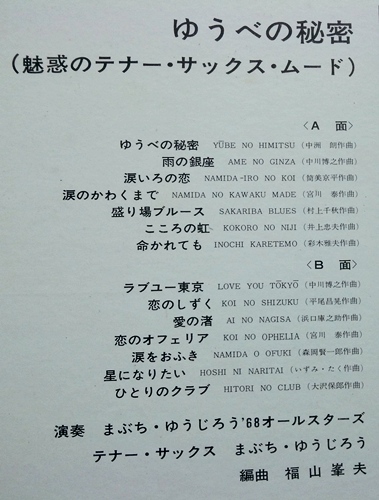 ゆうべの秘密
(魅惑のテナー・サックス・ムード)
〈A 面〉
ゆうべの秘密 YŪBE NO HIMITSU (中洲 朗作曲)
雨の銀座 AME NO GINZA (中川博之作曲)
涙いろの恋 NAMIDA-IRO NO KOI (筒美京平作曲)
涙のかわくまで NAMIDA NO KAWAKU MADE (宮川 泰作曲)
盛り場ブルース SAKARIBA BLUES (村上千秋作曲)
こころの虹 KOKORO NO NIJI (井上忠夫作曲)
命かれても INOCHI KARETEMO (彩木雅夫作曲)
〈B 面〉
ラブユー東京 LOVE YOU TŌKYŌ (中川博之作曲)
恋のしずく KOI NO SHIZUKU (平尾昌晃作曲)
愛の渚 AI NO NAGISA (浜口庫之助作曲)
恋のオフェリア KOI NO OPHELIA (宮川 泰作曲)
涙をおふき NAMIDA O OFUKI (森岡賢一郎作曲)
星になりたい HOSHI NI NARITAI (いずみ・たく作曲)
ひとりのクラブ HITORI NO CLUB (大沢保郎作曲)
演奏 まぶち・ゆうじろう'68オールスターズ
テナー・サックス まぶち・ゆうじろう
編曲 福山峯夫